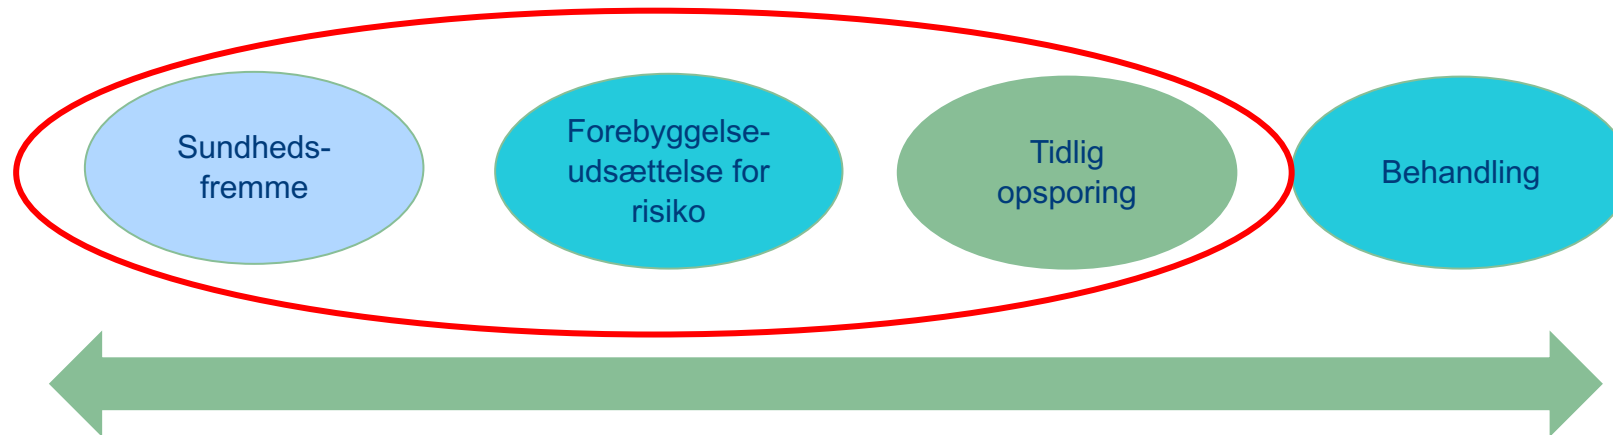 Sundheds-
fremme
Forebyggelse-
udsættelse for
risiko
Tidlig
opsporing
Behandling